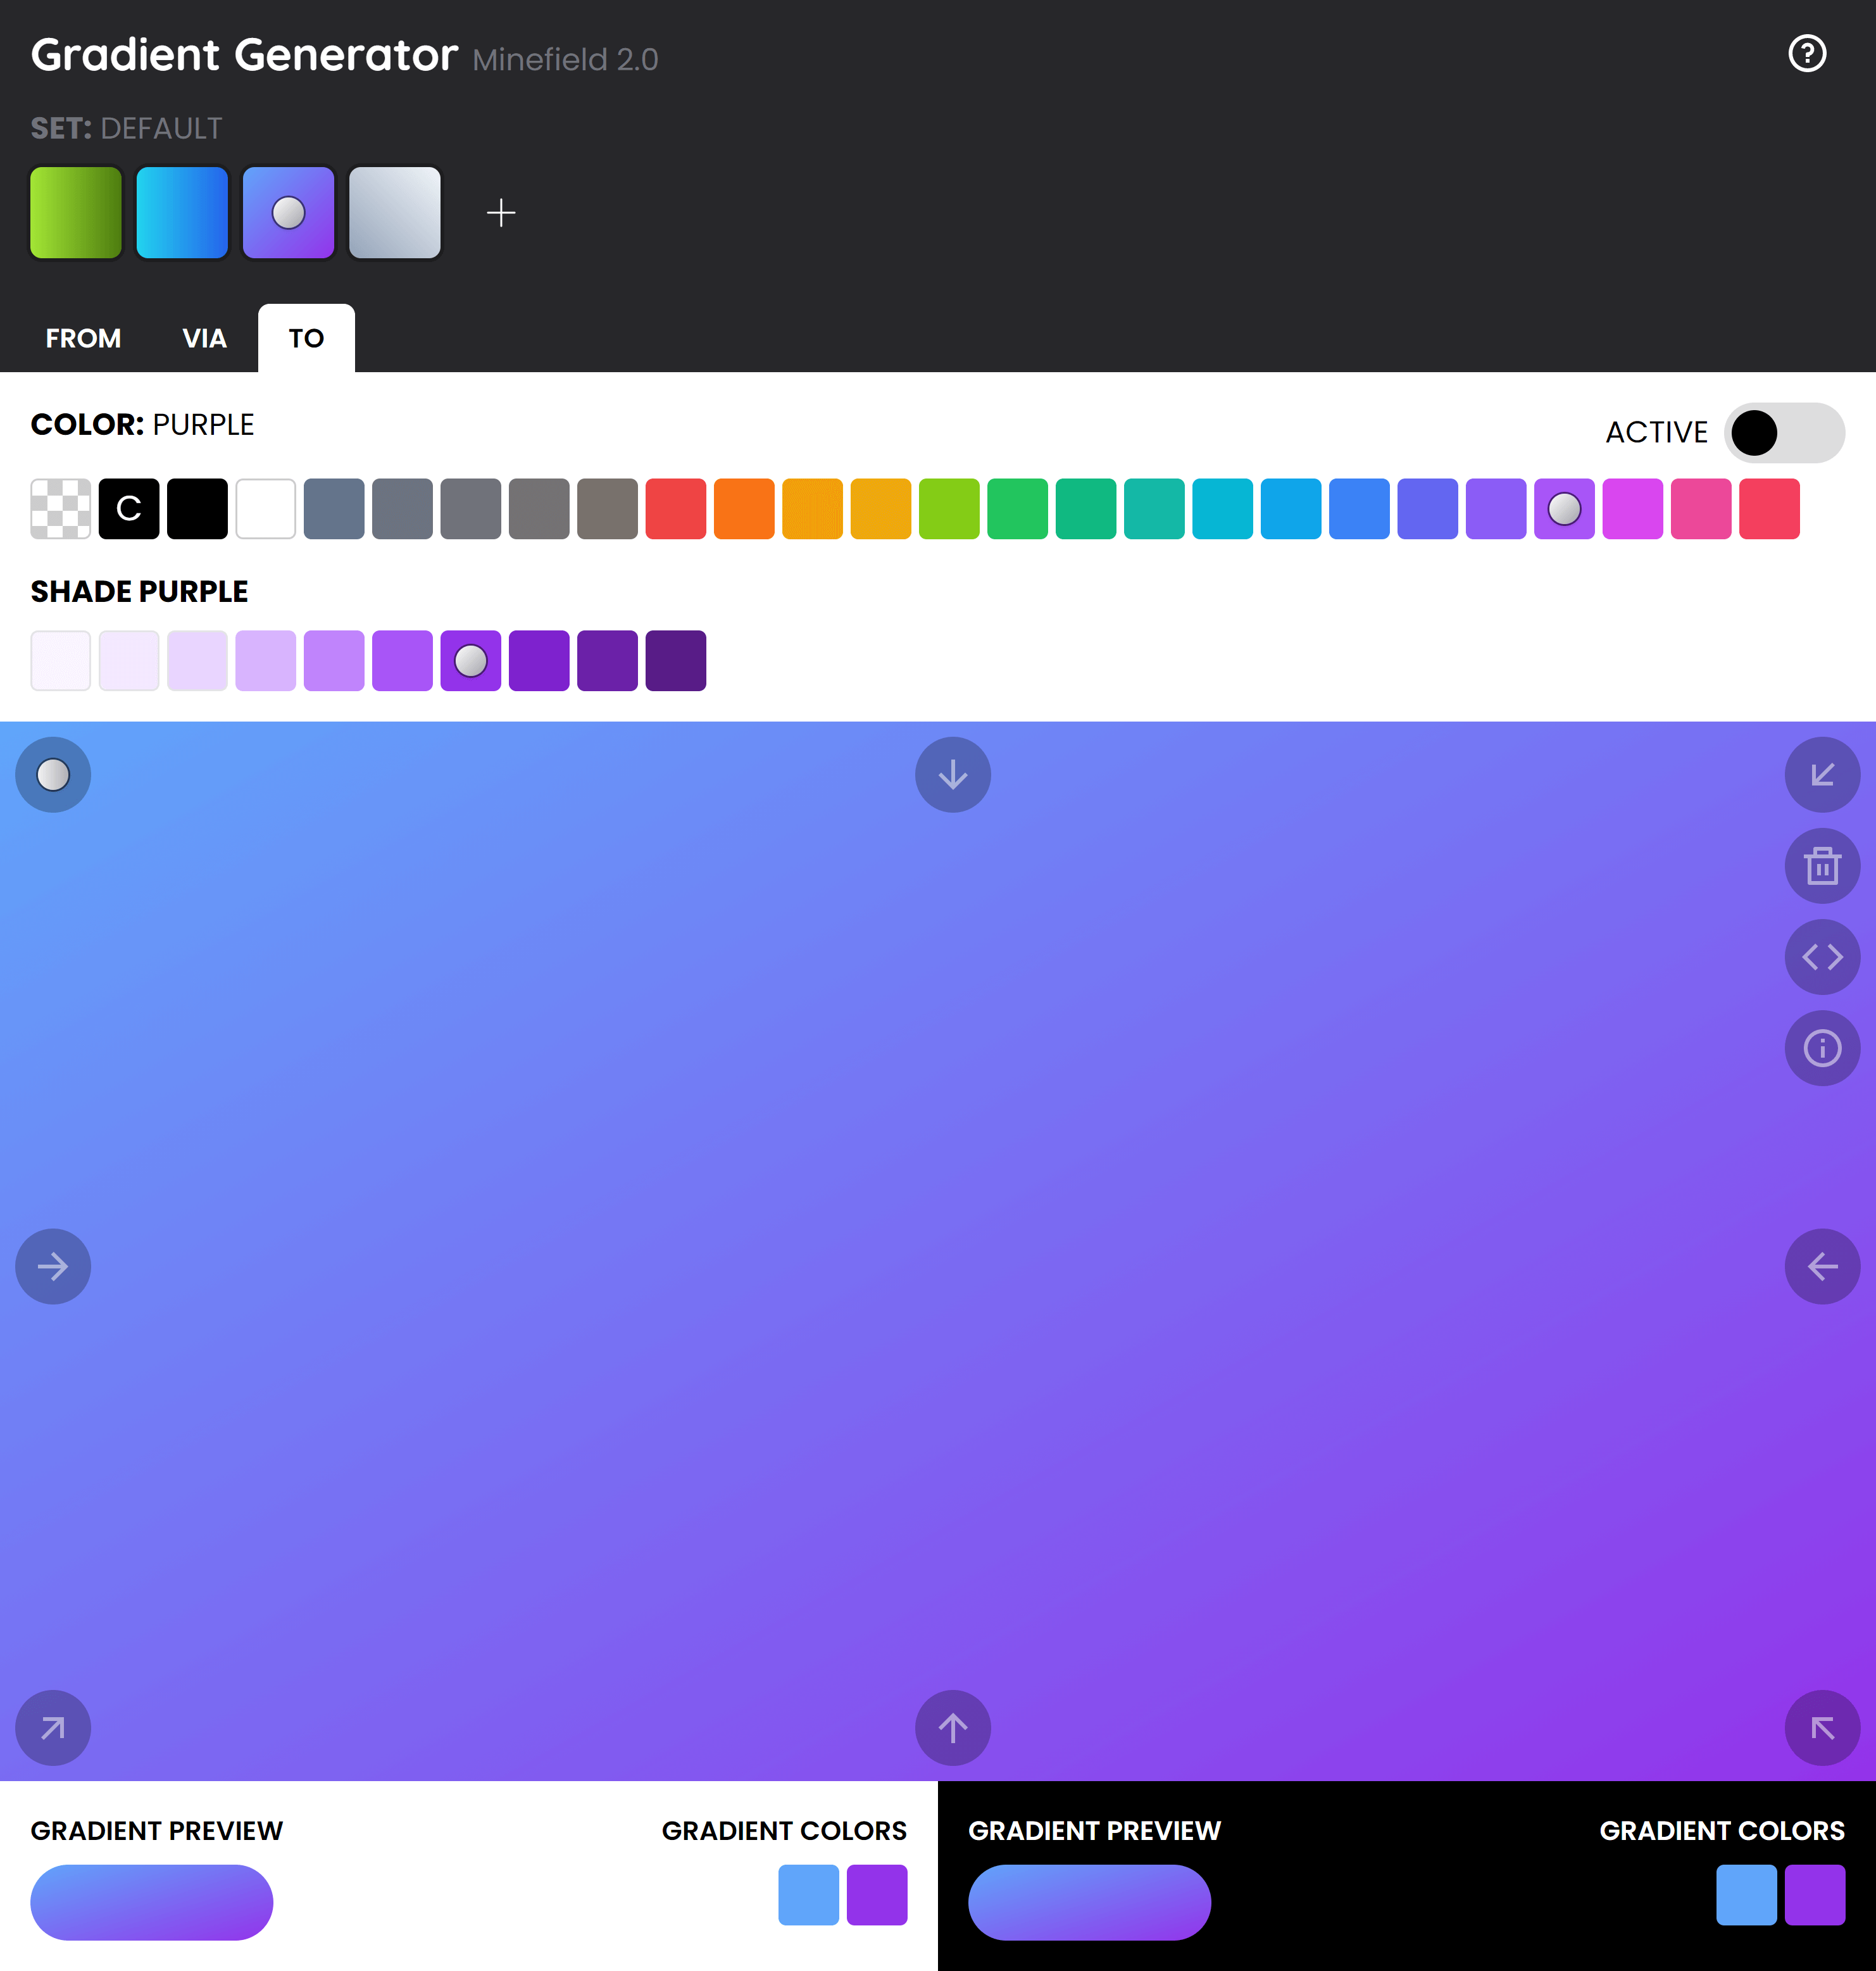 Gradient Generator Minefield 2.0
SET: DEFAULT
FROM VIA TO
COLOR: PURPLE
ACTIVE
C
SHADE PURPLE
GRADIENT PREVIEW GRADIENT COLORS GRADIENT PREVIEW GRADIENT COLORS